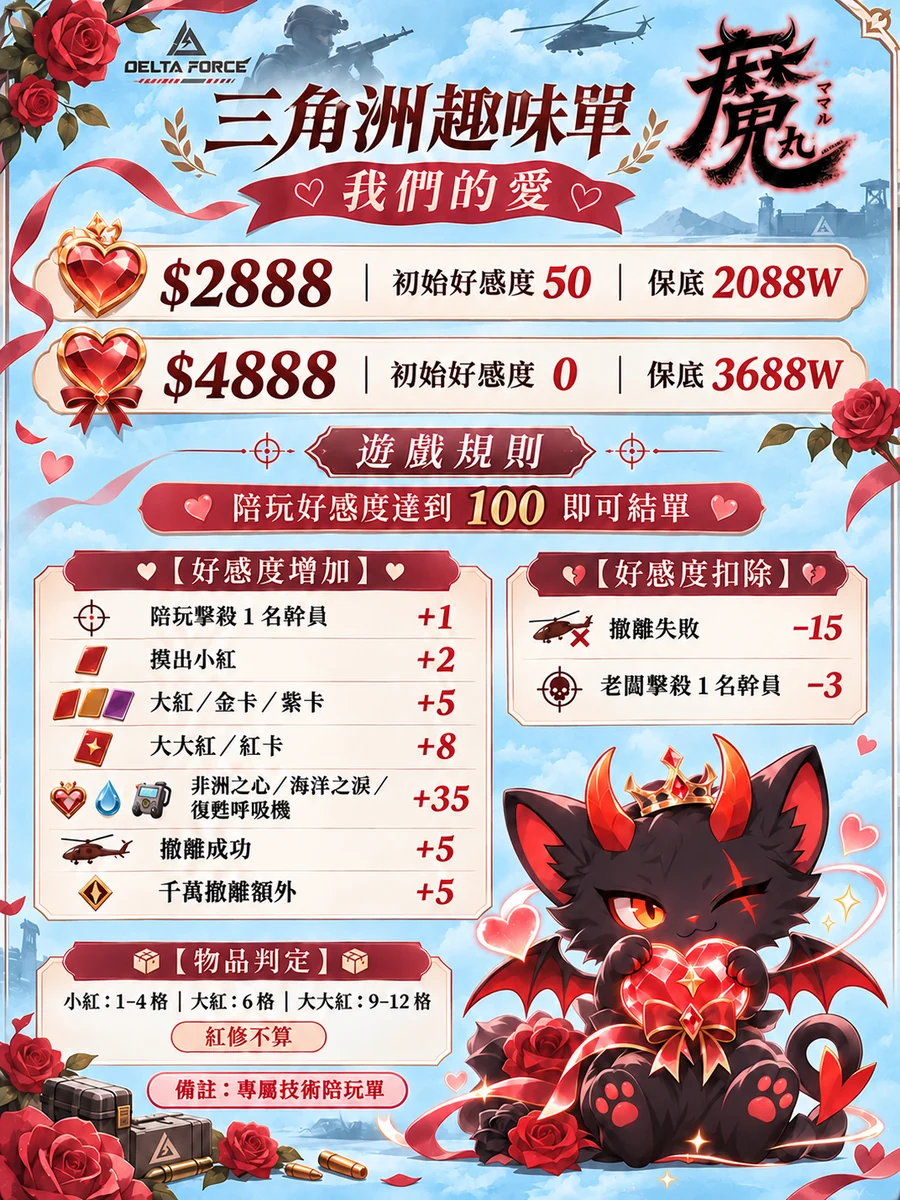 DELTA FORCE
三角洲趣味單
魔丸
ママル
我們的愛
$2888 | 初始好感度 50 | 保底 2088W
$4888 | 初始好感度 0 | 保底 3688W
遊戲規則
陪玩好感度達到 100 即可結單
【好感度增加】
陪玩擊殺 1 名幹員 +1
摸出小紅 +2
大紅／金卡／紫卡 +5
大大紅／紅卡 +8
非洲之心／海洋之淚／
復甦呼吸機 +35
撤離成功 +5
千萬撤離額外 +5
【好感度扣除】
撤離失敗 -15
老闆擊殺 1 名幹員 -3
【物品判定】
小紅：1-4 格 | 大紅：6 格 | 大大紅：9-12 格
紅修不算
備註：專屬技術陪玩單